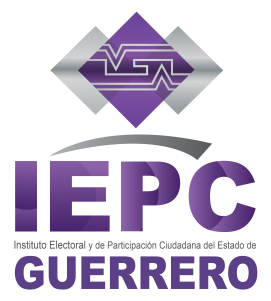 IEPC
Instituto Electoral y de Participación Ciudadana del Estado de
GUERRERO